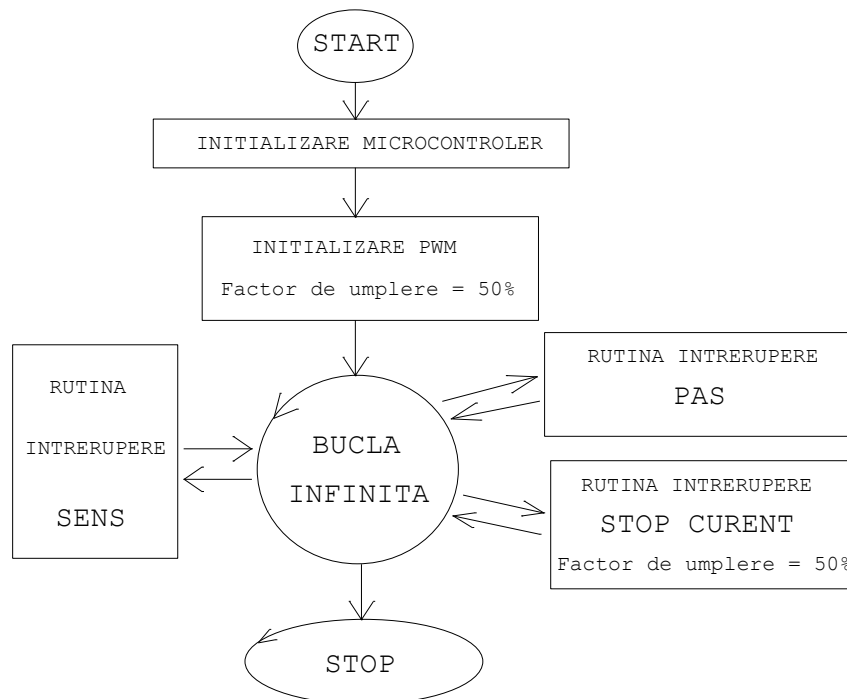 START
INITIALIZARE MICROCONTROLER
INITIALIZARE PWM
Factor de umplere = 50%
RUTINA
INTRERUPERE
SENS
BUCLA
INFINITA
RUTINA INTRERUPERE
PAS
RUTINA INTRERUPERE
STOP CURENT
Factor de umplere = 50%
STOP